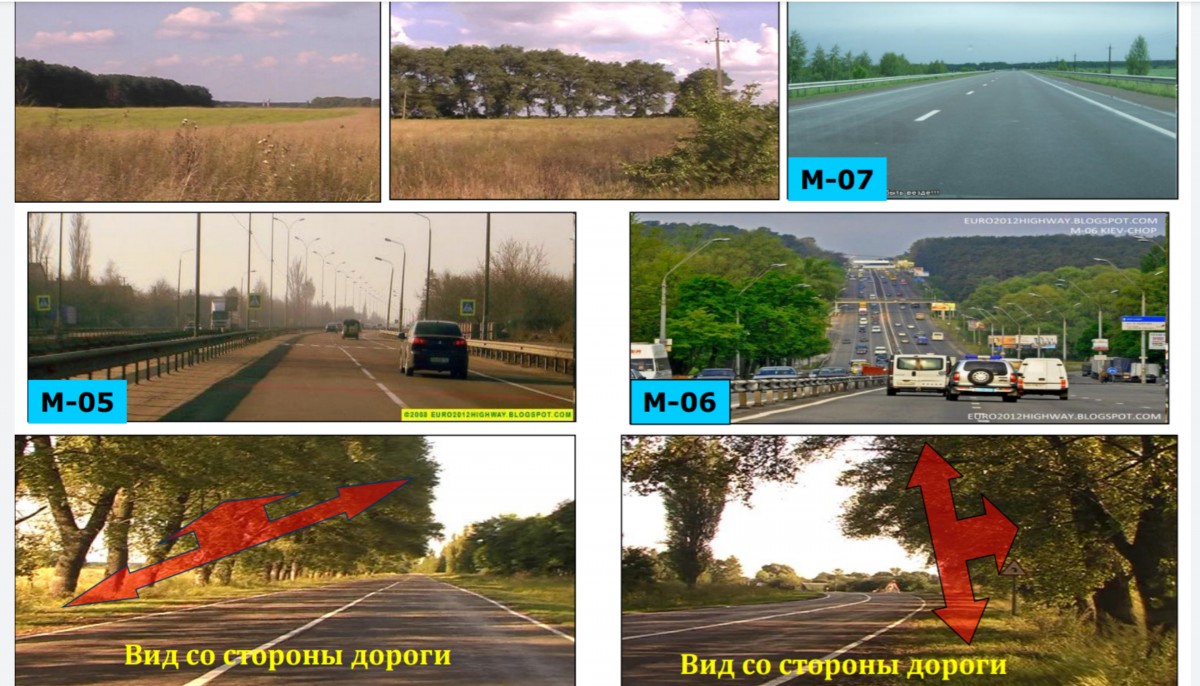 M-07
EURO2012HIGHWAY.BLOGSPOT.COM
M-06 KIEV-CHOP
M-05
©2008 EURO2012HIGHWAY.BLOGSPOT.COM
M-06
EURO2012HIGHWAY.BLOGSPOT.COM
Вид со стороны дороги
Вид со стороны дороги